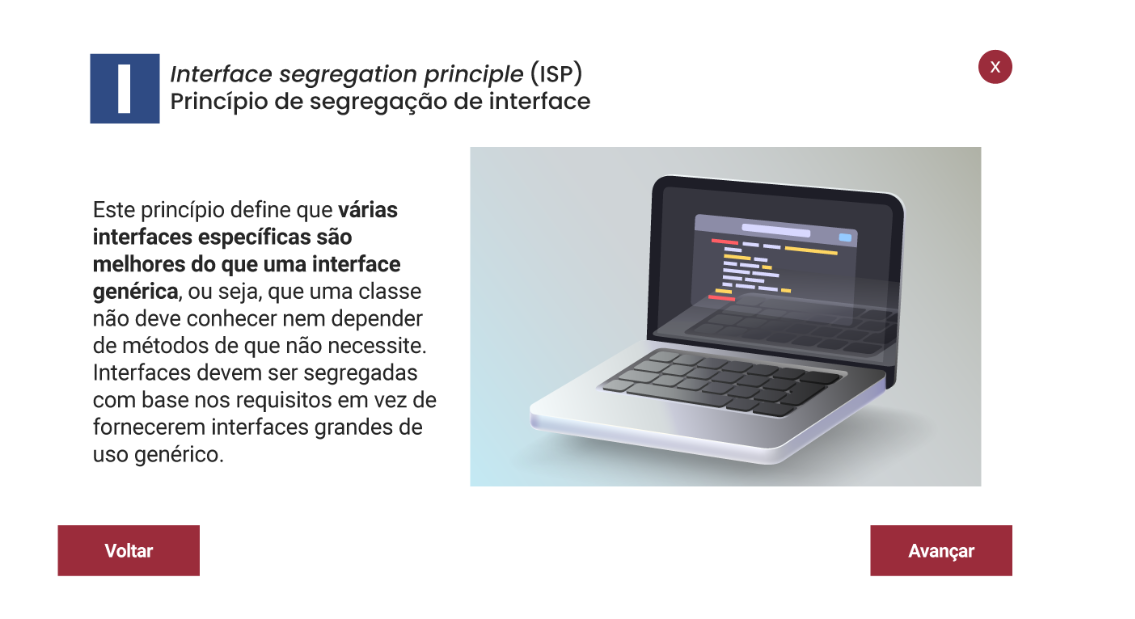 I
Interface segregation principle (ISP)
Princípio de segregação de interface
X
Este princípio define que várias
interfaces específicas são
melhores do que uma interface
genérica, ou seja, que uma classe
não deve conhecer nem depender
de métodos de que não necessite.
Interfaces devem ser segregadas
com base nos requisitos em vez de
fornecerem interfaces grandes de
uso genérico.
Voltar
Avançar